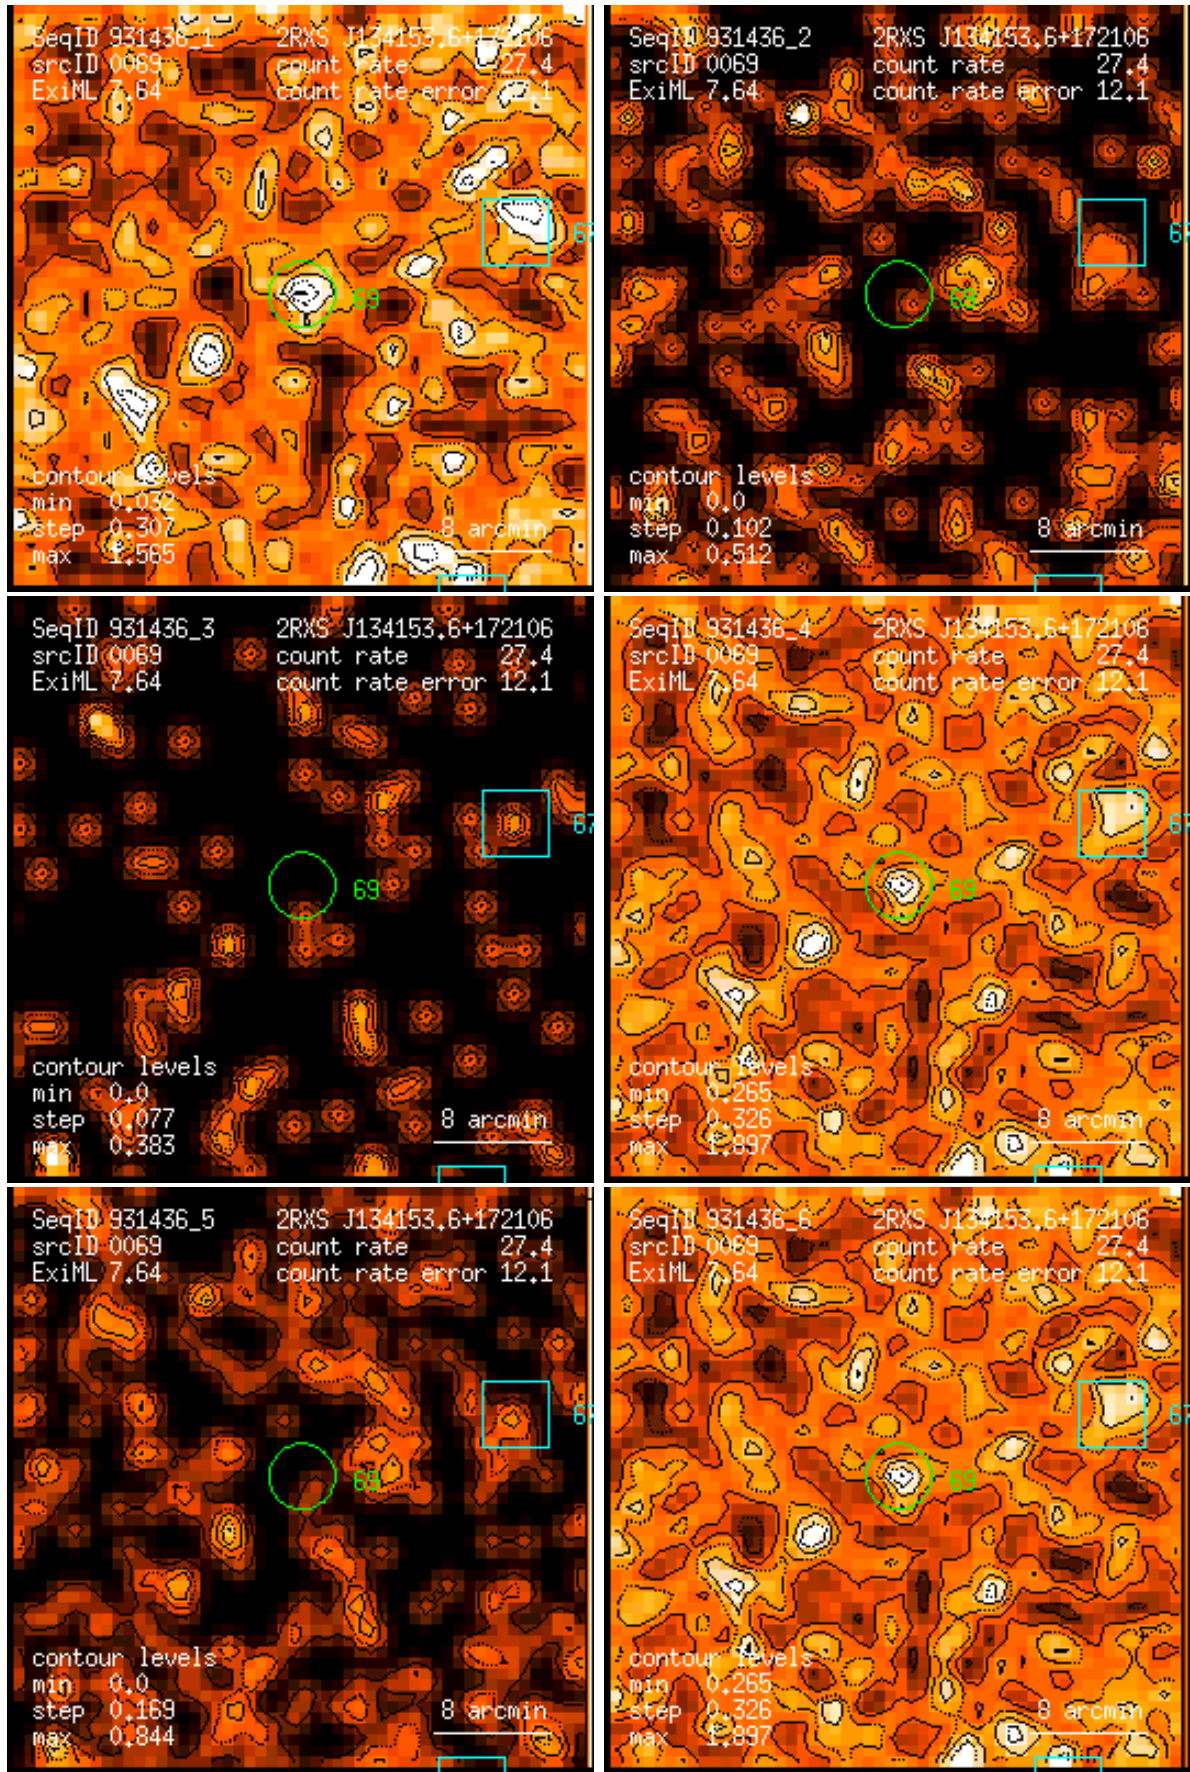 SeqID 931436_1 2RXS J134153.6+172106
srcID 0069 count rate 27.4
ExiML 7.64 count rate error 12.1
69
contour levels
min 0.032
step 0.307
max 1.565
8 arcmin
SeqID 931436_2 2RXS J134153.6+172106
srcID 0069 count rate 27.4
ExiML 7.64 count rate error 12.1
69
contour levels
min 0.0
step 0.102
max 0.512
8 arcmin
SeqID 931436_3 2RXS J134153.6+172106
srcID 0069 count rate 27.4
ExiML 7.64 count rate error 12.1
67
69
contour levels
min 0.0
step 0.077
max 0.383
8 arcmin
SeqID 931436_4 2RXS J134153.6+172106
srcID 0069 count rate 27.4
ExiML 7.64 count rate error 12.1
67
69
contour levels
min 0.265
step 0.326
max 1.897
8 arcmin
SeqID 931436_5 2RXS J134153.6+172106
srcID 0069 count rate 27.4
ExiML 7.64 count rate error 12.1
69
contour levels
min 0.0
step 0.169
max 0.844
8 arcmin
SeqID 931436_6 2RXS J134153.6+172106
srcID 0069 count rate 27.4
ExiML 7.64 count rate error 12.1
69
contour levels
min 0.265
step 0.326
max 1.897
8 arcmin